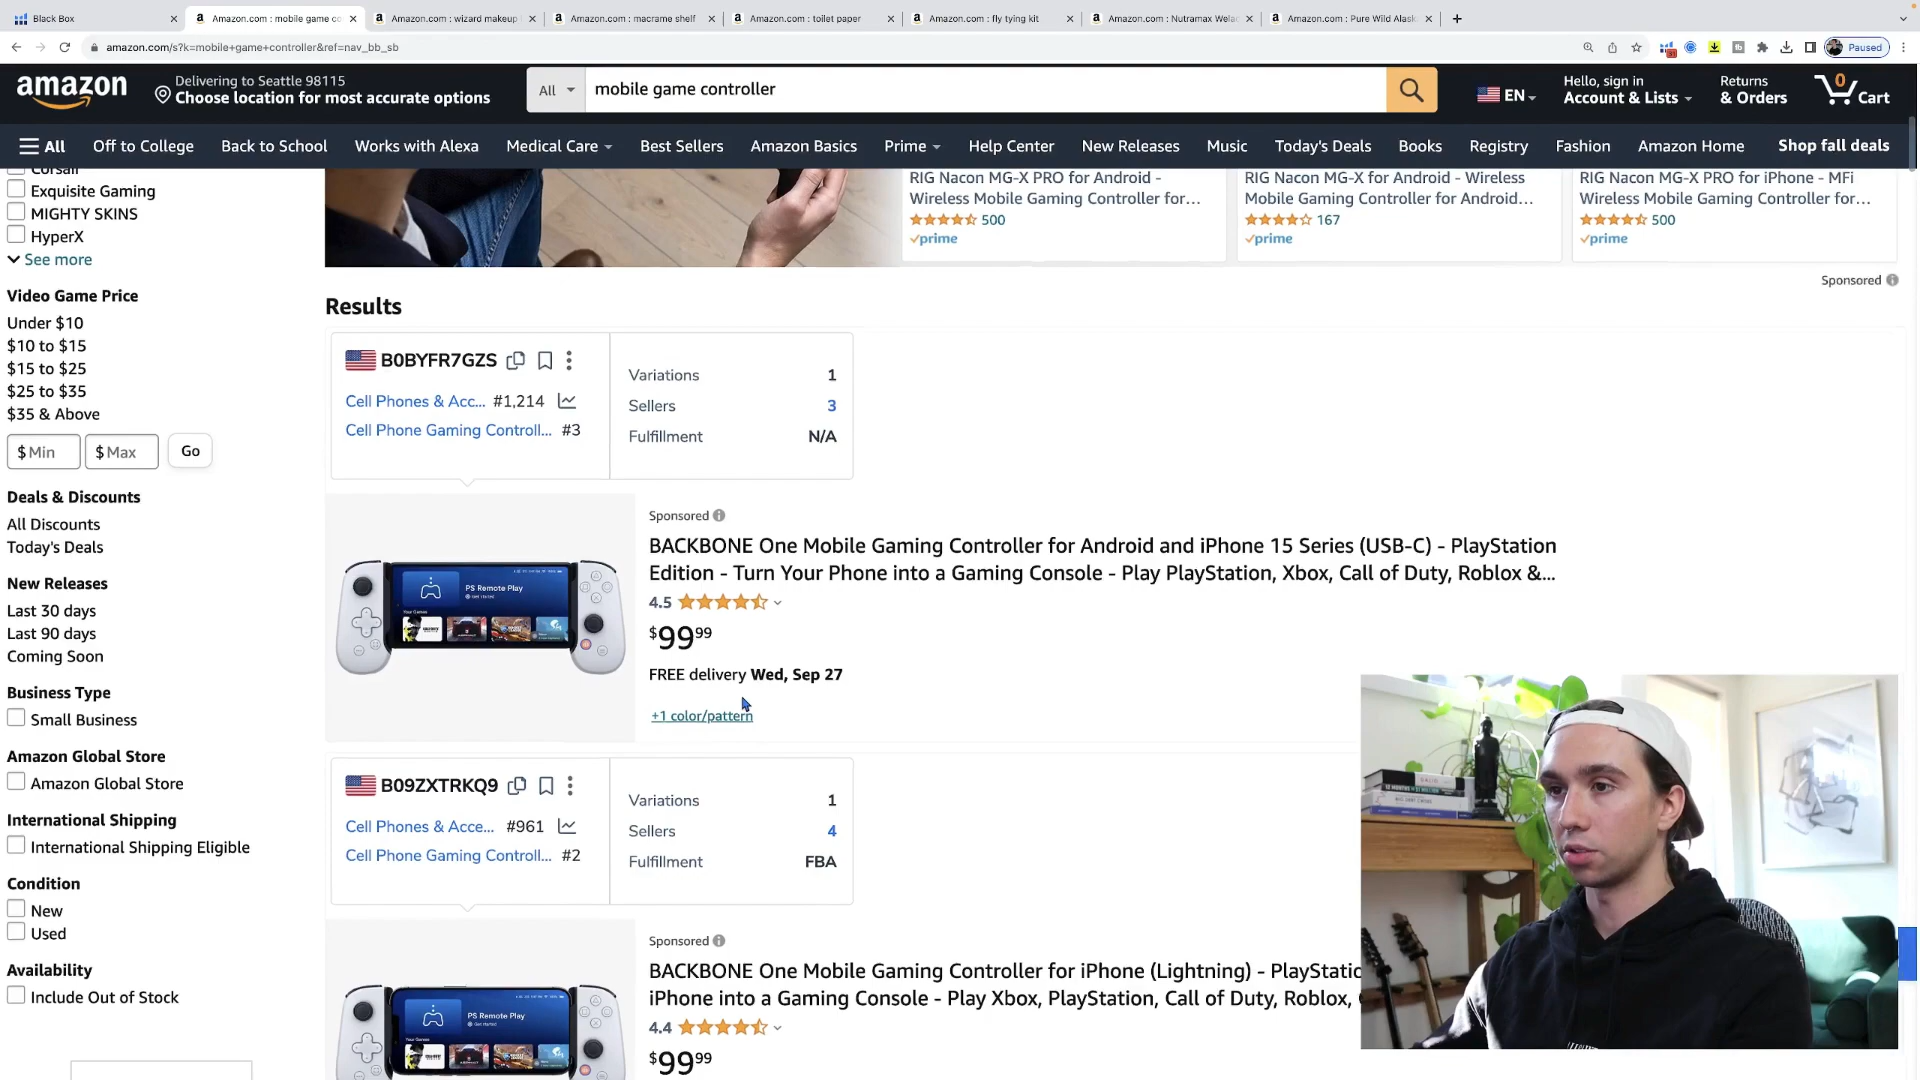 Black Box
Amazon.com : mobile game co
Amazon.com : wizard makeup
Amazon.com : macrame shelf
Amazon.com : toilet paper
Amazon.com : fly tying kit
Amazon.com : Nutramax Wela
Amazon.com : Pure Wild Alask
amazon.com/s?k=mobile+game+controller&ref=nav_bb_sb
Paused
amazon
Delivering to Seattle 98115
Choose location for most accurate options
All
mobile game controller
EN
Hello, sign in
Account & Lists
Returns
& Orders
0
Cart
All
Off to College
Back to School
Works with Alexa
Medical Care
Best Sellers
Amazon Basics
Prime
Help Center
New Releases
Music
Today's Deals
Books
Registry
Fashion
Amazon Home
Shop fall deals
Corsair
Exquisite Gaming
MIGHTY SKINS
HyperX
See more
Video Game Price
Under $10
$10 to $15
$15 to $25
$25 to $35
$35 & Above
$ Min
$ Max
Go
Deals & Discounts
All Discounts
Today's Deals
New Releases
Last 30 days
Last 90 days
Coming Soon
Business Type
Small Business
Amazon Global Store
Amazon Global Store
International Shipping
International Shipping Eligible
Condition
New
Used
Availability
Include Out of Stock
RIG Nacon MG-X PRO for Android -
Wireless Mobile Gaming Controller for…
500
prime
RIG Nacon MG-X for Android - Wireless
Mobile Gaming Controller for Android…
167
prime
RIG Nacon MG-X PRO for iPhone - MFi
Wireless Mobile Gaming Controller for…
500
prime
Sponsored
Results
B0BYFR7GZS
Cell Phones & Acc... #1,214
Cell Phone Gaming Controll... #3
Variations 1
Sellers 3
Fulfillment N/A
PS Remote Play
Sponsored
BACKBONE One Mobile Gaming Controller for Android and iPhone 15 Series (USB-C) - PlayStation
Edition - Turn Your Phone into a Gaming Console - Play PlayStation, Xbox, Call of Duty, Roblox &…
4.5
$99 99
FREE delivery Wed, Sep 27
+1 color/pattern
B09ZXTRKQ9
Cell Phones & Acce... #961
Cell Phone Gaming Controll... #2
Variations 1
Sellers 4
Fulfillment FBA
PS Remote Play
Sponsored
BACKBONE One Mobile Gaming Controller for iPhone (Lightning) - PlayStatio
iPhone into a Gaming Console - Play Xbox, PlayStation, Call of Duty, Roblox,
4.4
$99 99